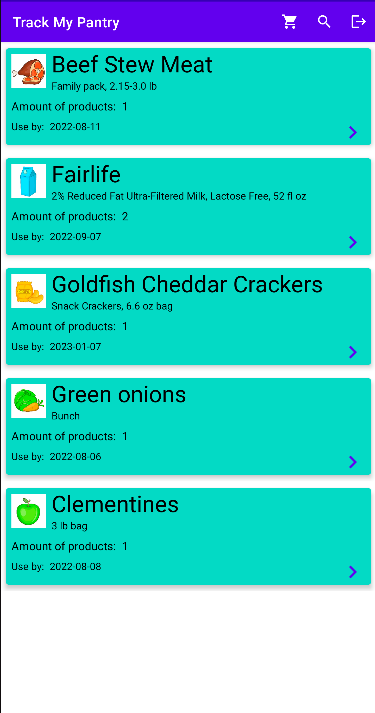 Track My Pantry
Beef Stew Meat
Family pack, 2.15-3.0 lb
Amount of products: 1
Use by: 2022-08-11
Fairlife
2% Reduced Fat Ultra-Filtered Milk, Lactose Free, 52 fl oz
Amount of products: 2
Use by: 2022-09-07
Goldfish Cheddar Crackers
Snack Crackers, 6.6 oz bag
Amount of products: 1
Use by: 2023-01-07
Green onions
Bunch
Amount of products: 1
Use by: 2022-08-06
Clementines
3 lb bag
Amount of products: 1
Use by: 2022-08-08